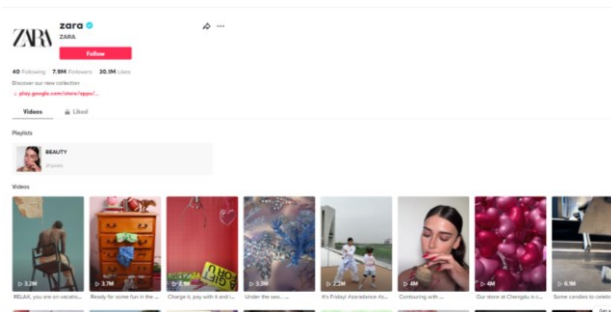 ZARA
zara
ZARA
Follow
40 Following 7.9M Followers 30.1M Likes
Discover our new collection
play.google.com/store/apps/...
Videos Liked
Playlists
BEAUTY
Videos
3.2M
3.7M
3.3M
2.2M
4M
4M
6.1M
RELAX, you are on vacatio...
Ready for some fun in the ...
Charge it, pay with it and i...
Under the sea... ...
It's Friday!
Contouring with ...
Our store at Chengdu is n...
Some candies to celeb